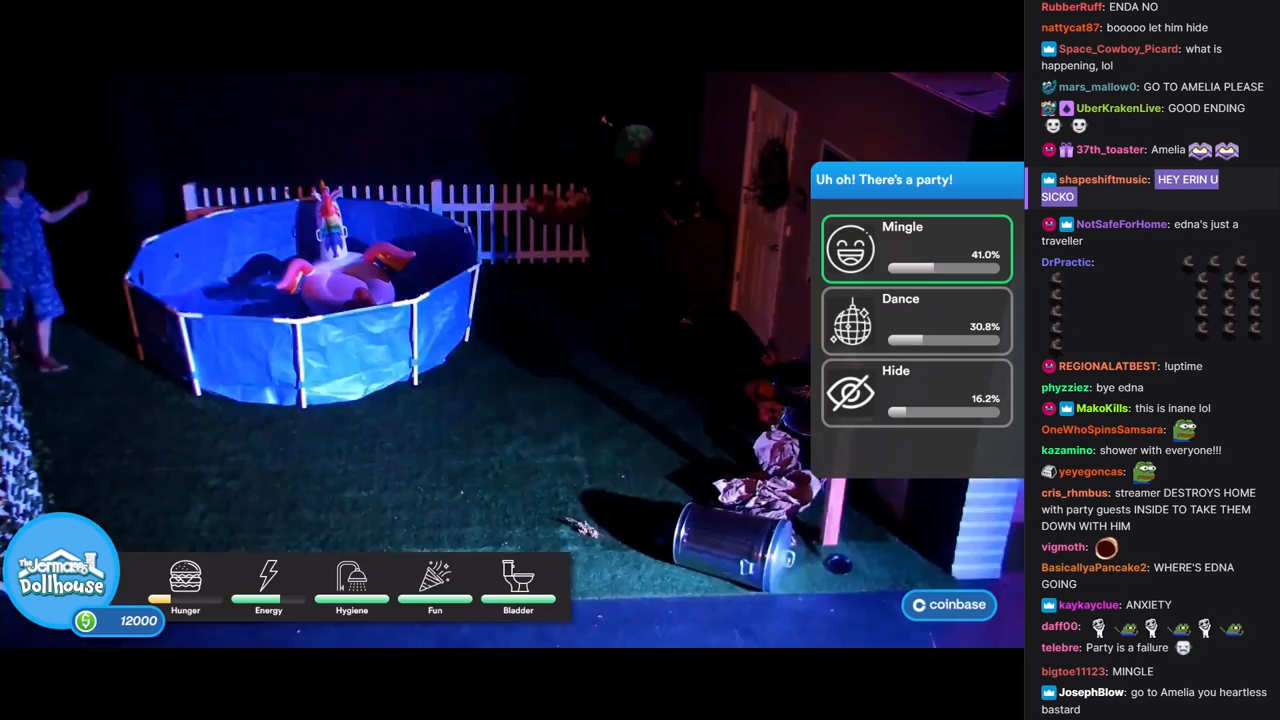 Uh oh! There's a party!
Mingle
41.0%
Dance
30.8%
Hide
16.2%
The Jerma985
Dollhouse
12000
Hunger
Energy
Hygiene
Fun
Bladder
coinbase
RubberRuff: ENDA NO
nattycat87: booooo let him hide
Space_Cowboy_Picard: what is
happening, lol
mars_mallow0: GO TO AMELIA PLEASE
UberKrakenLive: GOOD ENDING
37th_toaster: Amelia
shapeshiftmusic: HEY ERIN U
SICKO
NotSafeForHome: edna's just a
traveller
DrPractic:
REGIONALATBEST: !uptime
phyzziez: bye edna
MakoKills: this is inane lol
OneWhoSpinsSamsara:
kazamino: shower with everyone!!!
yeyegoncas:
cris_rhmbus: streamer DESTROYS HOME
with party guests INSIDE TO TAKE THEM
DOWN WITH HIM
vigmoth:
BasicallyaPancake2: WHERE'S EDNA
GOING
kaykayclue: ANXIETY
daff00:
telebre: Party is a failure
bigtoe11123: MINGLE
JosephBlow: go to Amelia you heartless
bastard